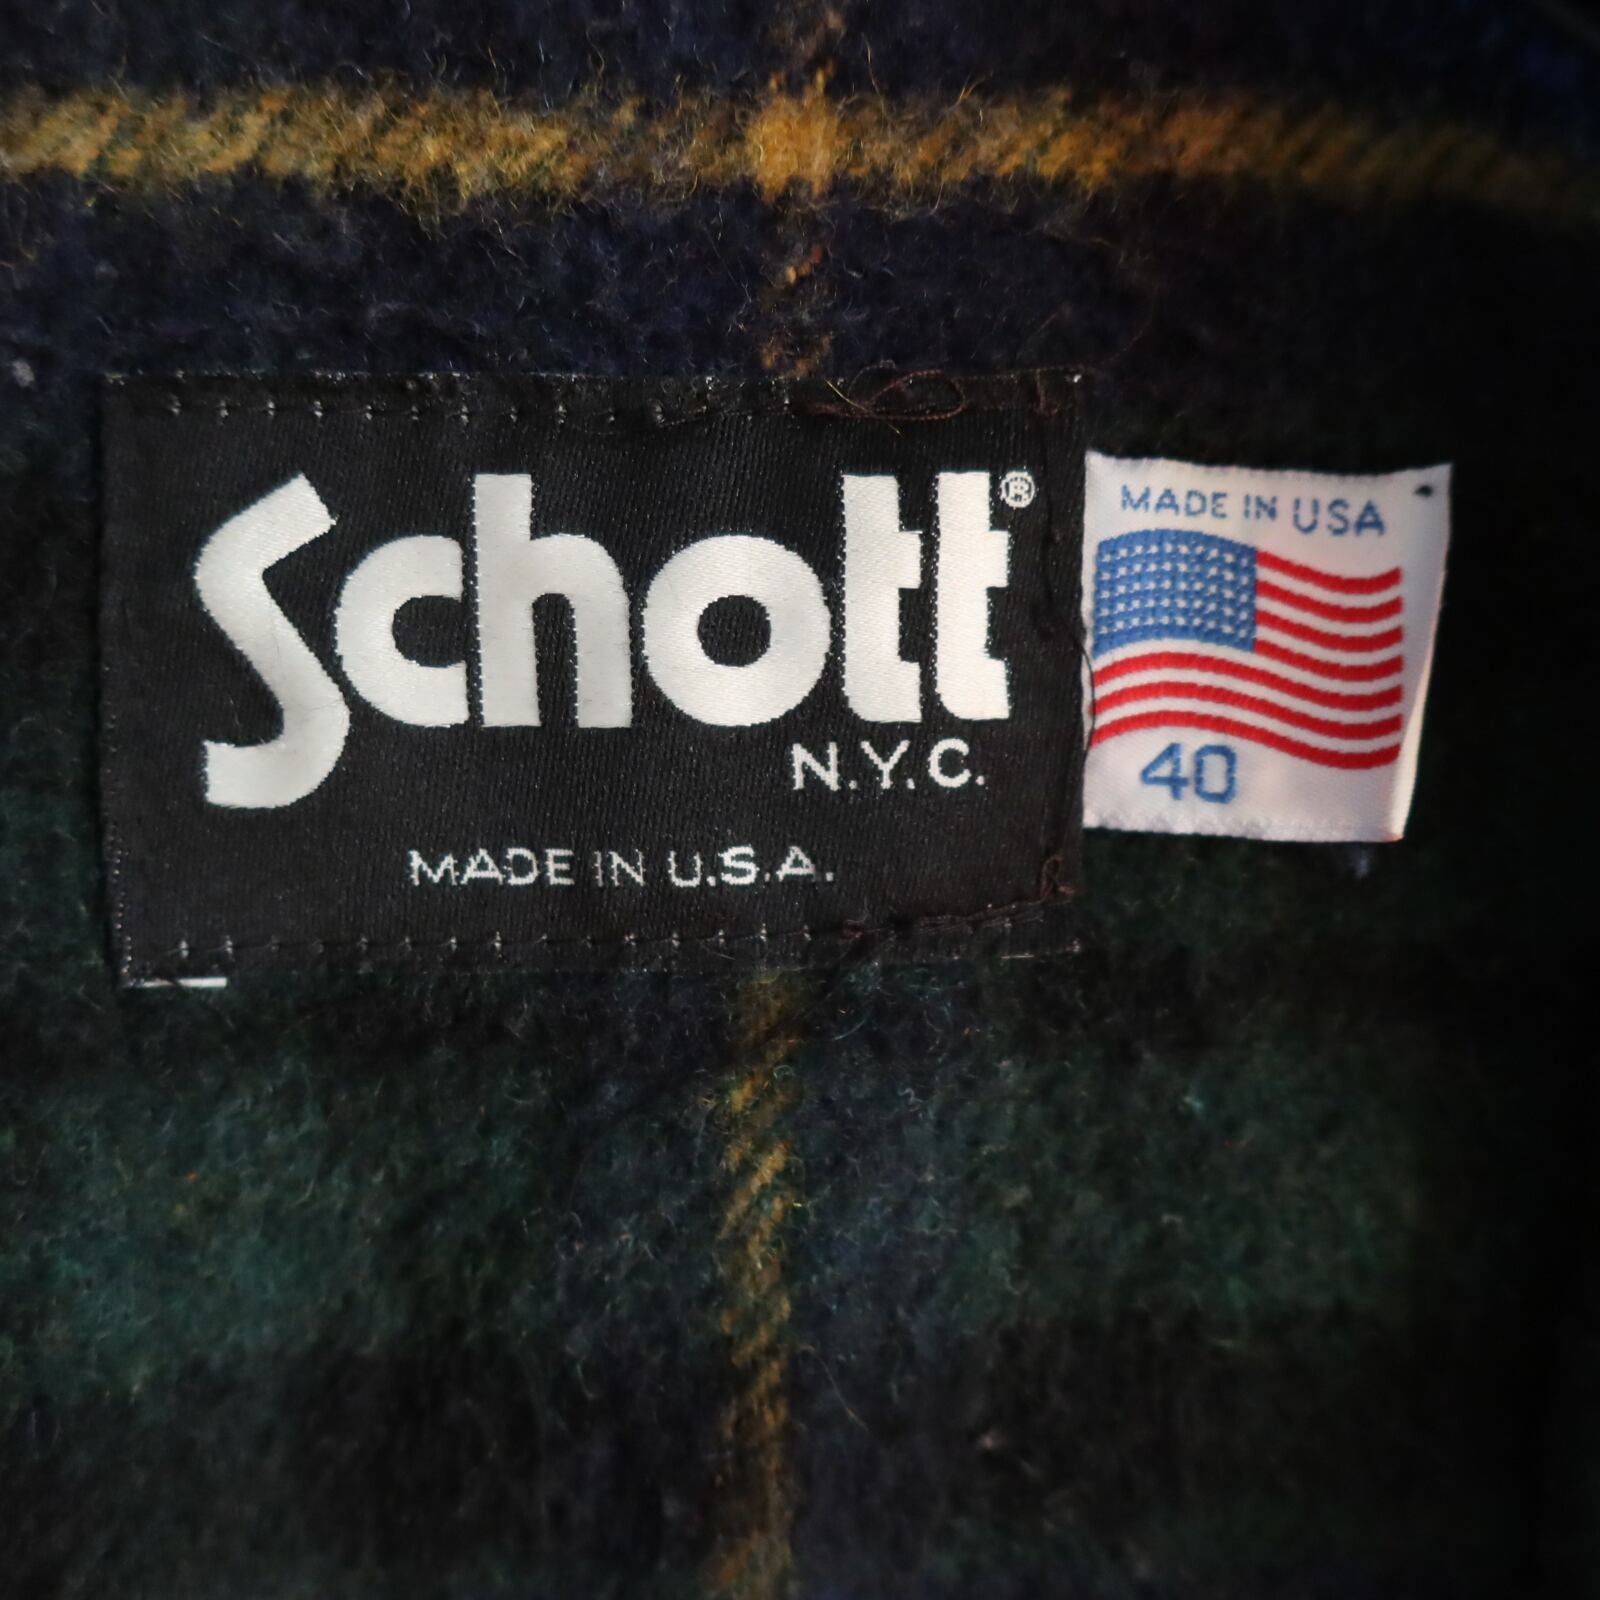 Schott®
N.Y.C.
MADE IN U.S.A.
MADE IN USA
40